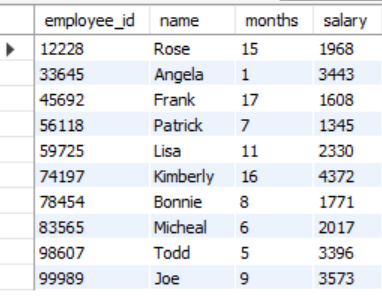 employee_id name months salary
12228 Rose 15 1968
33645 Angela 1 3443
45692 Frank 17 1608
56118 Patrick 7 1345
59725 Lisa 11 2330
74197 Kimberly 16 4372
78454 Bonnie 8 1771
83565 Micheal 6 2017
98607 Todd 5 3396
99989 Joe 9 3573